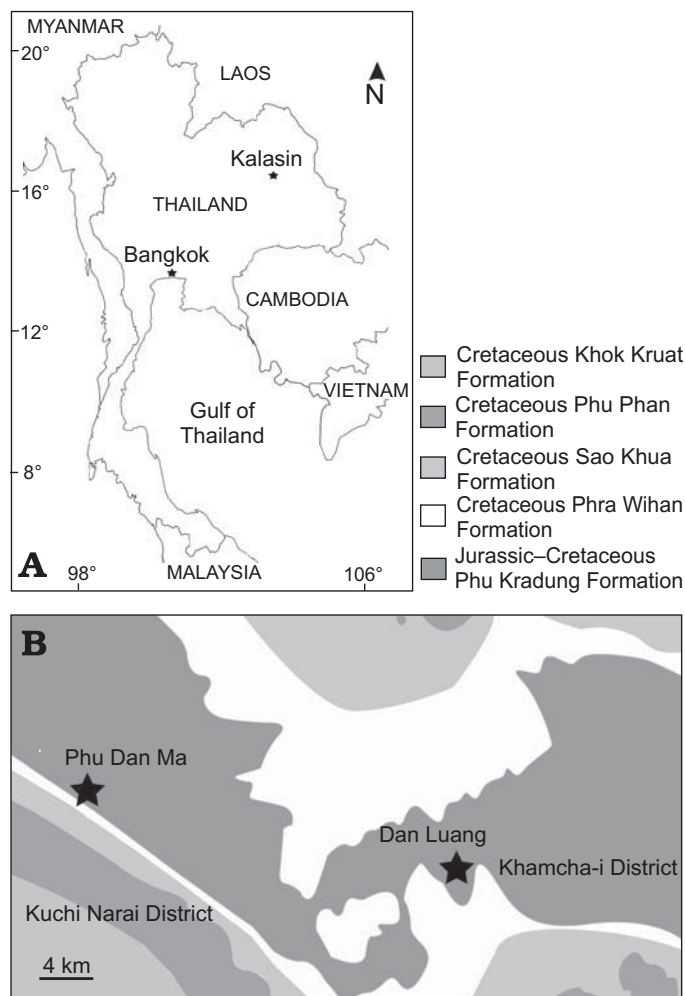 MYANMAR
20°
LAOS
N
Kalasin
16°
THAILAND
Bangkok
CAMBODIA
12°
VIETNAM
Gulf of
Thailand
8°
A
MALAYSIA
98°
106°
Cretaceous Khok Kruat
Formation
Cretaceous Phu Phan
Formation
Cretaceous Sao Khua
Formation
Cretaceous Phra Wihan
Formation
Jurassic–Cretaceous
Phu Kradung Formation
B
Phu Dan Ma
Dan Luang
Khamcha-i District
Kuchi Narai District
4 km